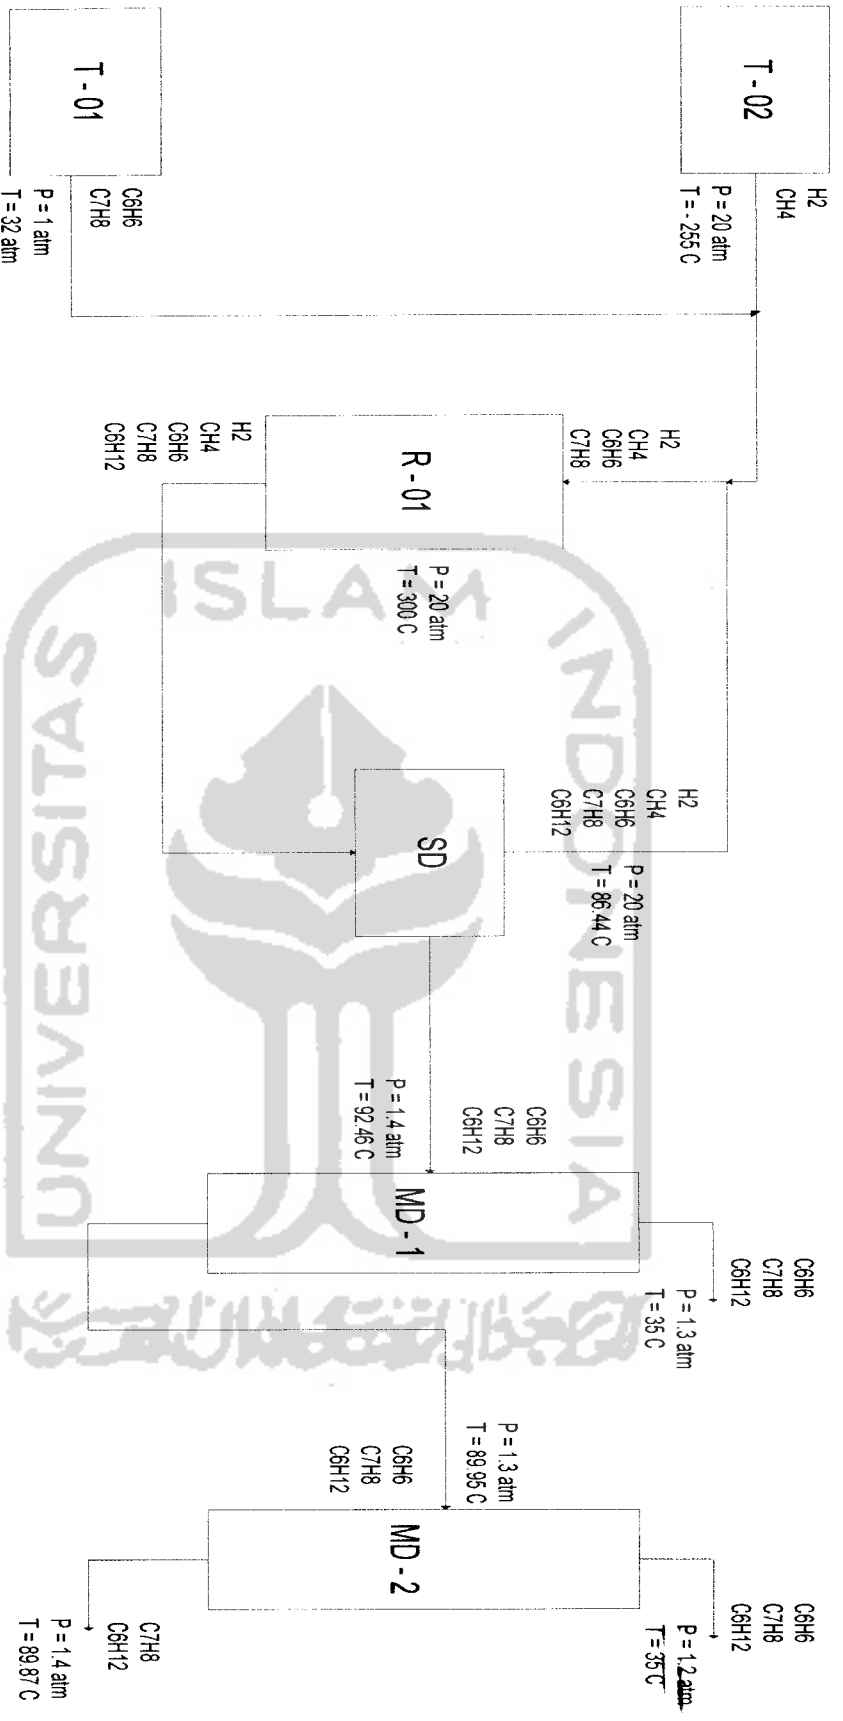 T - 02
H2
CH4
P = 20 atm
T = - 255 C
T - 01
C6H6
C7H8
P = 1 atm
T = 32 atm
H2
CH4
C6H6
C7H8
R - 01
P = 20 atm
T = 300 C
H2
CH4
C6H6
C7H8
C6H12
SD
H2
CH4
C6H6
C7H8
C6H12
P = 20 atm
T = 86.44 C
C6H6
C7H8
C6H12
P = 1.4 atm
T = 92.46 C
MD - 1
C6H6
C7H8
C6H12
P = 1.3 atm
T = 35 C
P = 1.3 atm
T = 89.95 C
C6H6
C7H8
C6H12
MD - 2
C6H6
C7H8
C6H12
P = 1.2 atm
T = 35 C
C7H8
C6H12
P = 1.4 atm
T = 89.87 C
UNIVERSITAS
ISLAM
INDONESIA